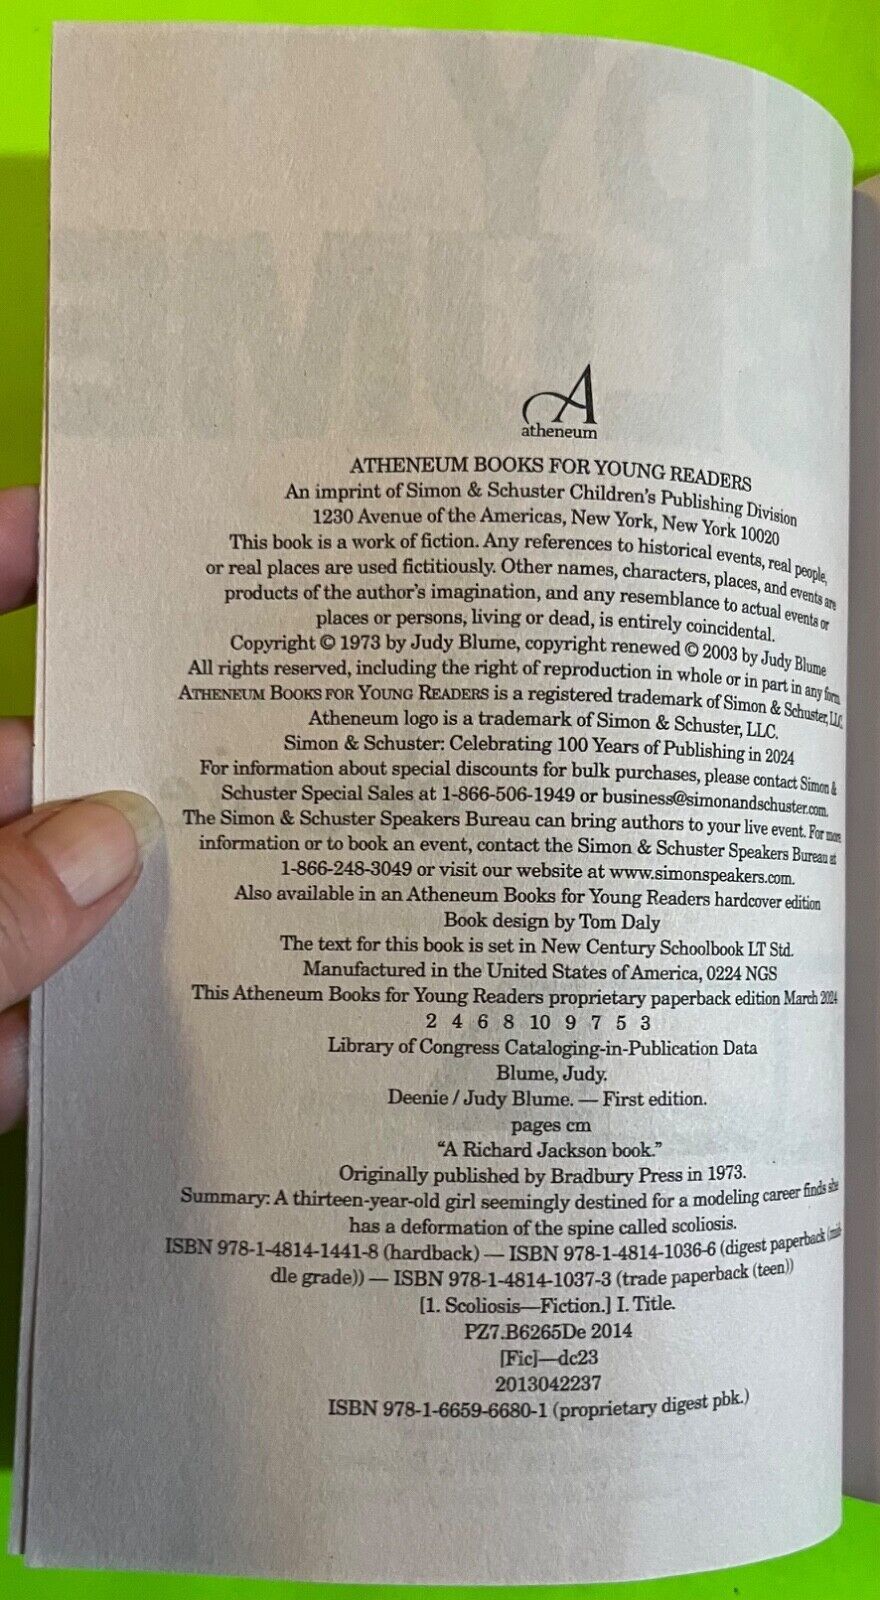 A
atheneum
ATHENEUM BOOKS FOR YOUNG READERS
An imprint of Simon & Schuster Children's Publishing Division
1230 Avenue of the Americas, New York, New York 10020
This book is a work of fiction. Any references to historical events, real people,
or real places are used fictitiously. Other names, characters, places, and events are
products of the author's imagination, and any resemblance to actual events or
places or persons, living or dead, is entirely coincidental.
Copyright © 1973 by Judy Blume, copyright renewed © 2003 by Judy Blume
All rights reserved, including the right of reproduction in whole or in part in any form.
ATHENEUM BOOKS FOR YOUNG READERS is a registered trademark of Simon & Schuster, LLC.
Atheneum logo is a trademark of Simon & Schuster, LLC.
Simon & Schuster: Celebrating 100 Years of Publishing in 2024
For information about special discounts for bulk purchases, please contact Simon &
Schuster Special Sales at 1-866-506-1949 or business@simonandschuster.com.
The Simon & Schuster Speakers Bureau can bring authors to your live event. For more
information or to book an event, contact the Simon & Schuster Speakers Bureau at
1-866-248-3049 or visit our website at www.simonspeakers.com.
Also available in an Atheneum Books for Young Readers hardcover edition
Book design by Tom Daly
The text for this book is set in New Century Schoolbook LT Std.
Manufactured in the United States of America, 0224 NGS
This Atheneum Books for Young Readers proprietary paperback edition March 2024
2 4 6 8 10 9 7 5 3
Library of Congress Cataloging-in-Publication Data
Blume, Judy.
Deenie / Judy Blume. — First edition.
pages cm
"A Richard Jackson book."
Originally published by Bradbury Press in 1973.
Summary: A thirteen-year-old girl seemingly destined for a modeling career finds she
has a deformation of the spine called scoliosis.
ISBN 978-1-4814-1441-8 (hardback) — ISBN 978-1-4814-1036-6 (digest paperback (mid-
dle grade)) — ISBN 978-1-4814-1037-3 (trade paperback (teen))
[1. Scoliosis—Fiction.] I. Title.
PZ7.B6265De 2014
[Fic]—dc23
2013042237
ISBN 978-1-6659-6680-1 (proprietary digest pbk.)